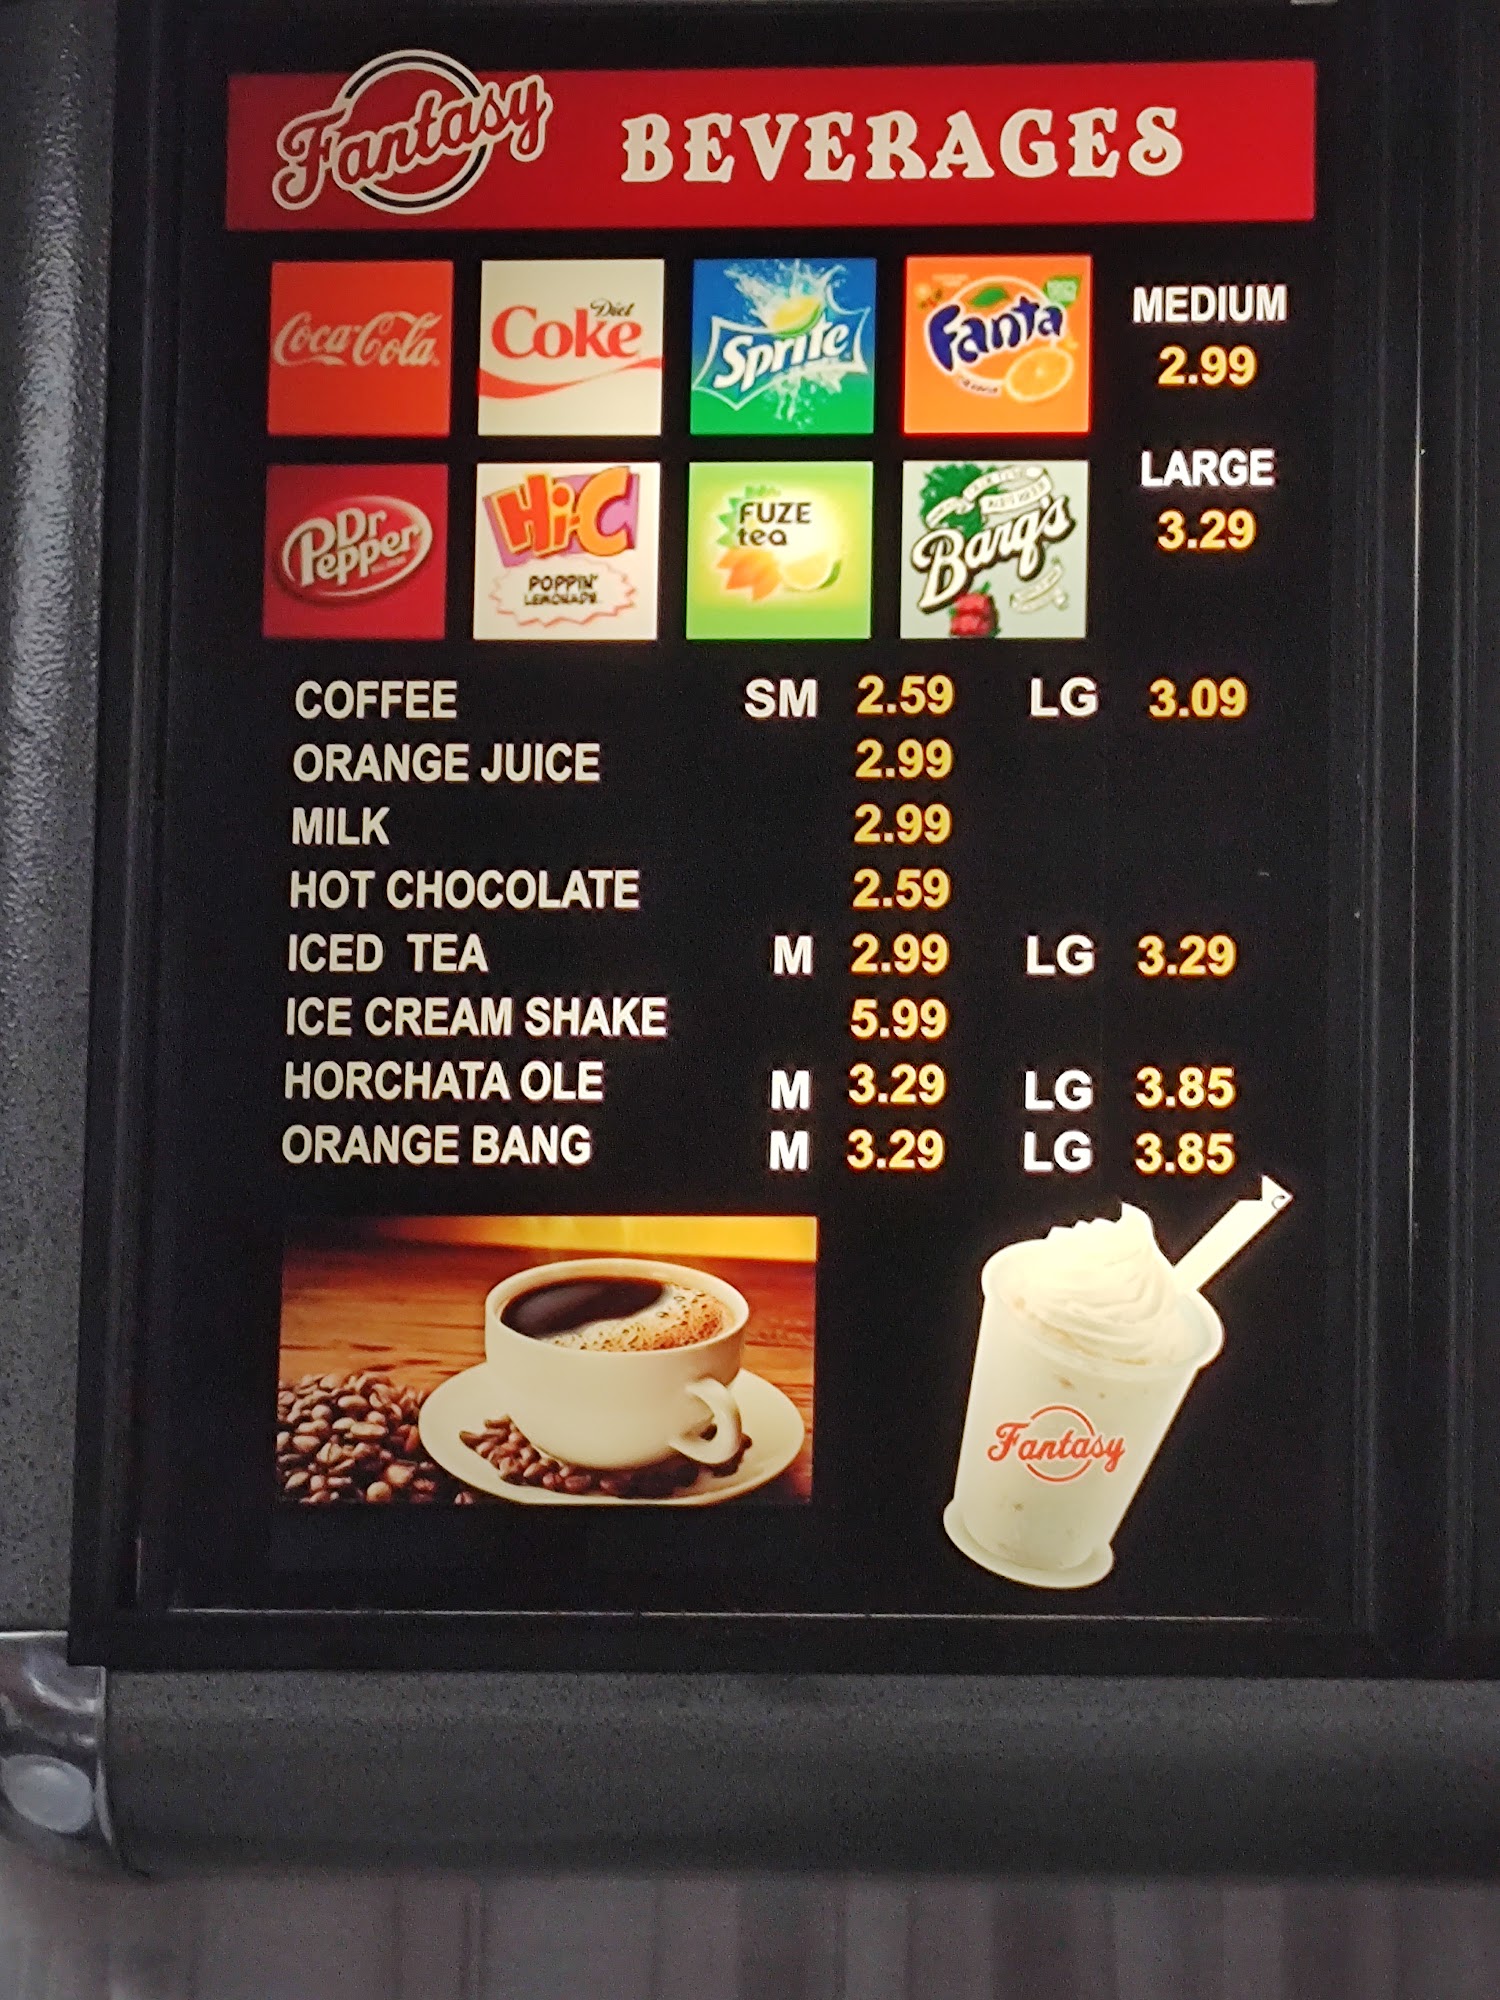 Fantasy BEVERAGES
Coca-Cola
Diet Coke
Sprite
Fanta
MEDIUM
2.99
Dr Pepper
Hi-C
POPPIN'
LEMONADE
FUZE
tea
Barq's
LARGE
3.29
COFFEE SM 2.59 LG 3.09
ORANGE JUICE 2.99
MILK 2.99
HOT CHOCOLATE 2.59
ICED TEA M 2.99 LG 3.29
ICE CREAM SHAKE 5.99
HORCHATA OLE M 3.29 LG 3.85
ORANGE BANG M 3.29 LG 3.85
Fantasy